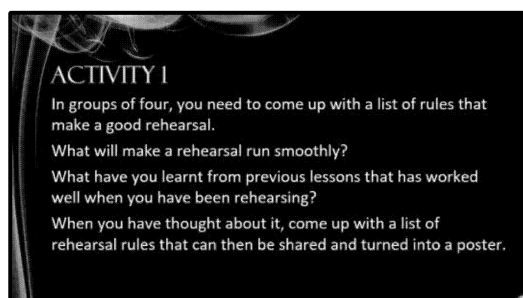 ACTIVITY 1
In groups of four, you need to come up with a list of rules that
make a good rehearsal.
What will make a rehearsal run smoothly?
What have you learnt from previous lessons that has worked
well when you have been rehearsing?
When you have thought about it, come up with a list of
rehearsal rules that can then be shared and turned into a poster.